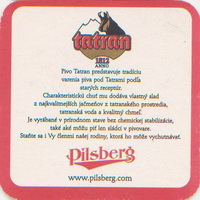 tatran
1812
ANNO
Pivo Tatran predstavuje tradíciu
varenia piva pod Tatrami podľa
starých receptúr.
Charakteristickú chuť mu dodáva vlastný slad
z najkvalitnejších jačmeňov z tatranského prostredia,
tatranská voda a kvalitný chmeľ.
Je vyrábané v prírodnom stave bez chemickej stabilizácie,
také aké môžu piť len sládci v pivovare.
Staňte sa i Vy členmi našej rodiny, ktorá ho môže vychutnávať.
Pilsberg
www.pilsberg.com